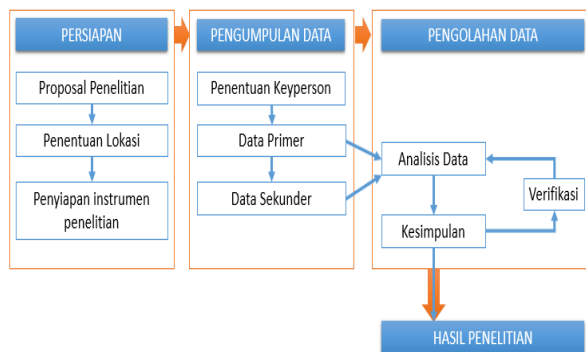 PERSIAPAN
Proposal Penelitian
Penentuan Lokasi
Penyiapan instrumen
penelitian
PENGUMPULAN DATA
Penentuan Keyperson
Data Primer
Data Sekunder
PENGOLAHAN DATA
Analisis Data
Verifikasi
Kesimpulan
HASIL PENELITIAN